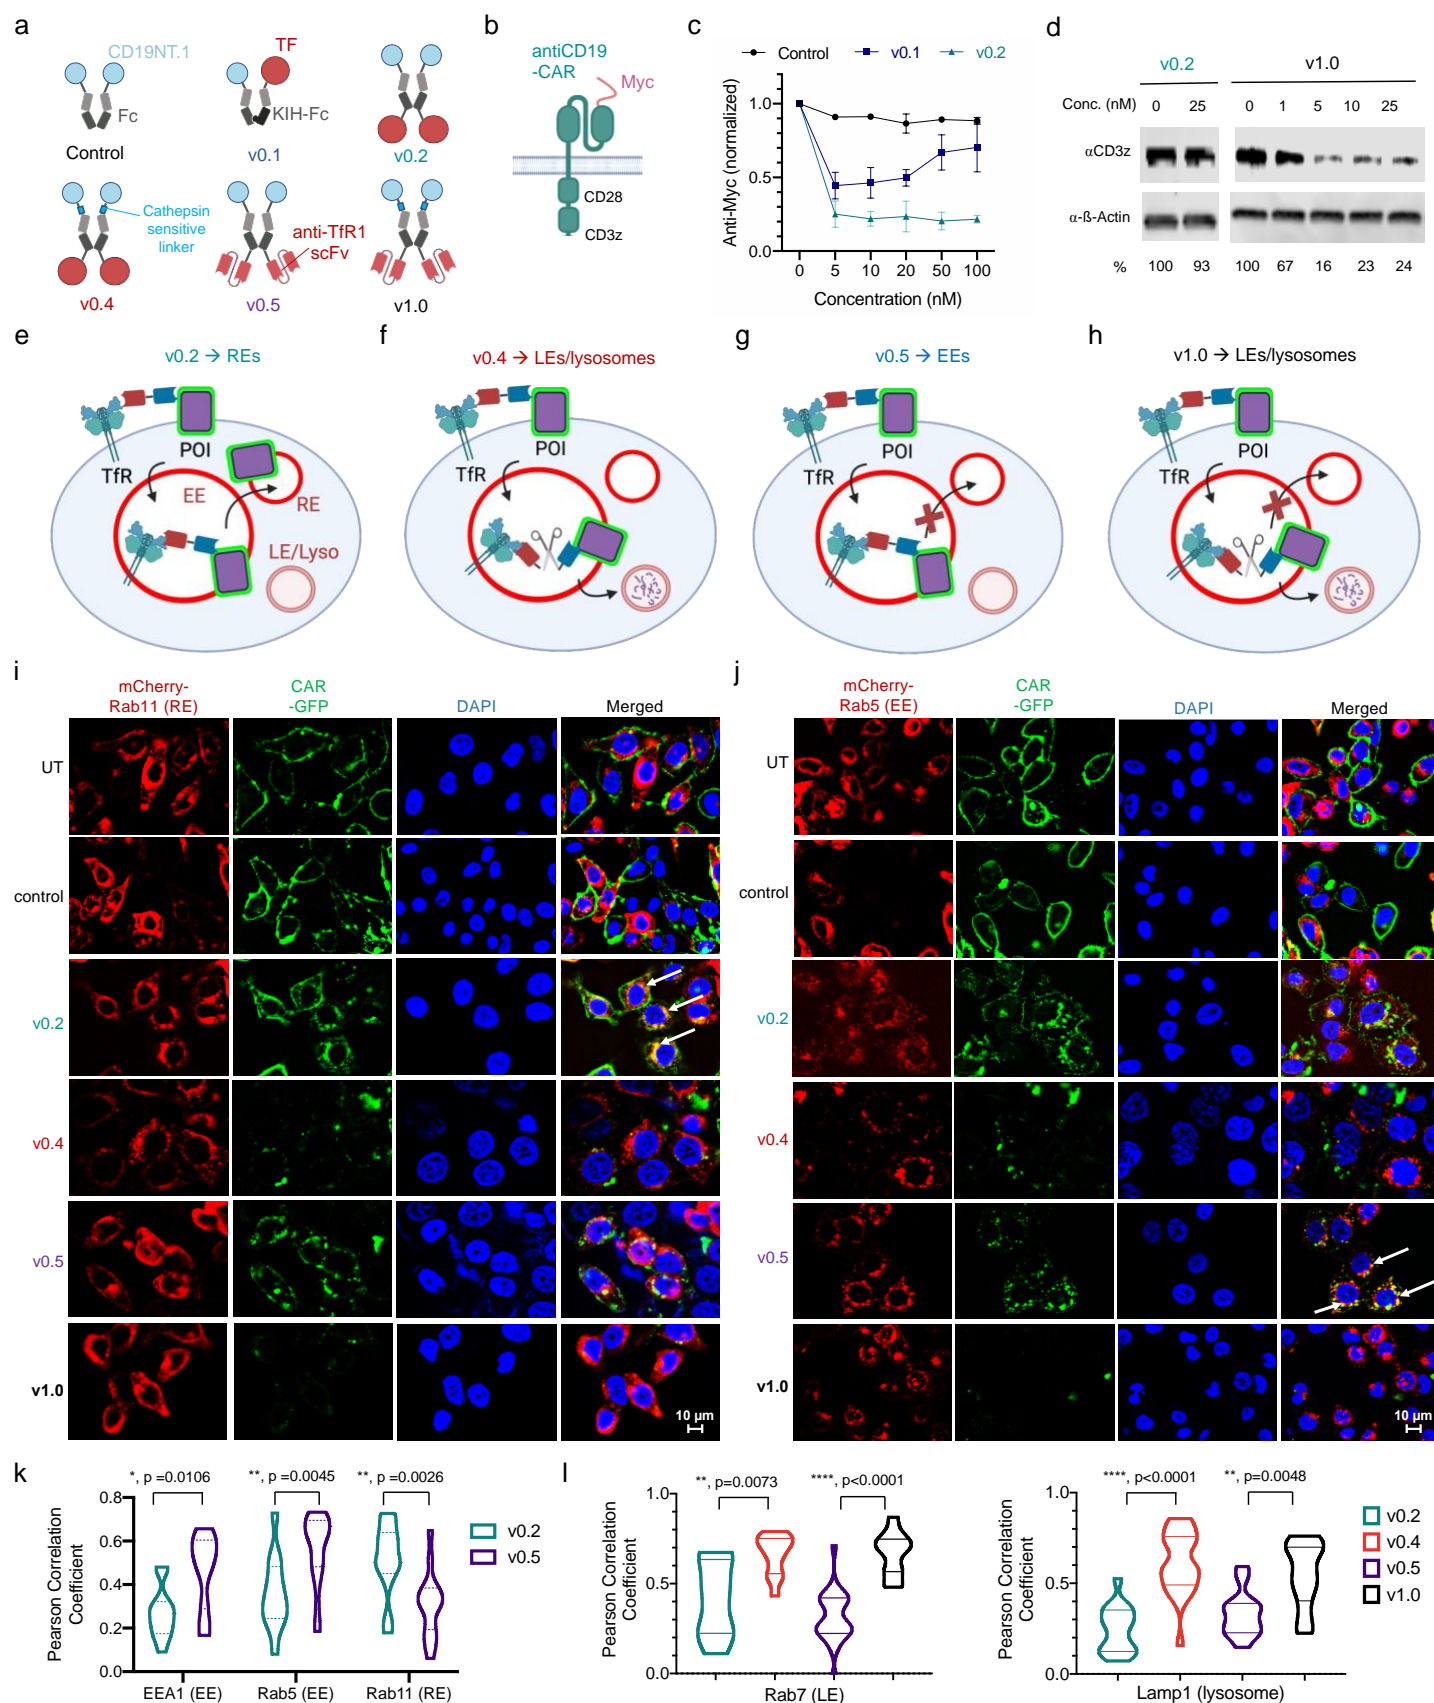 a
CD19NT.1
TF
Fc
KIH-Fc
Control
v0.1
v0.2
Cathepsin
sensitive
linker
anti-TfR1
scFv
v0.4
v0.5
v1.0
b
antiCD19
-CAR
Myc
CD28
CD3z
c
Control
v0.1
v0.2
Anti-Myc (normalized)
1.0
0.5
0.0
0 5 10 20 50 100
Concentration (nM)
d
v0.2 v1.0
Conc. (nM) 0 25 0 1 5 10 25
αCD3z
α-ß-Actin
% 100 93 100 67 16 23 24
e
v0.2 → REs
POI
TfR
EE
RE
LE/Lyso
f
v0.4 → LEs/lysosomes
POI
TfR
g
v0.5 → EEs
POI
TfR
h
v1.0 → LEs/lysosomes
POI
TfR
i
mCherry-
Rab11 (RE)
CAR
-GFP
DAPI
Merged
UT
control
v0.2
v0.4
v0.5
v1.0
10 µm
j
mCherry-
Rab5 (EE)
CAR
-GFP
DAPI
Merged
UT
control
v0.2
v0.4
v0.5
v1.0
10 µm
k
*, p =0.0106
**, p =0.0045
**, p =0.0026
Pearson Correlation
Coefficient
0.8
0.6
0.4
0.2
0.0
EEA1 (EE) Rab5 (EE) Rab11 (RE)
v0.2
v0.5
l
**, p=0.0073
****, p<0.0001
Pearson Correlation
Coefficient
1.0
0.5
0.0
Rab7 (LE)
****, p<0.0001
**, p=0.0048
Pearson Correlation
Coefficient
1.0
0.5
0.0
Lamp1 (lysosome)
v0.2
v0.4
v0.5
v1.0